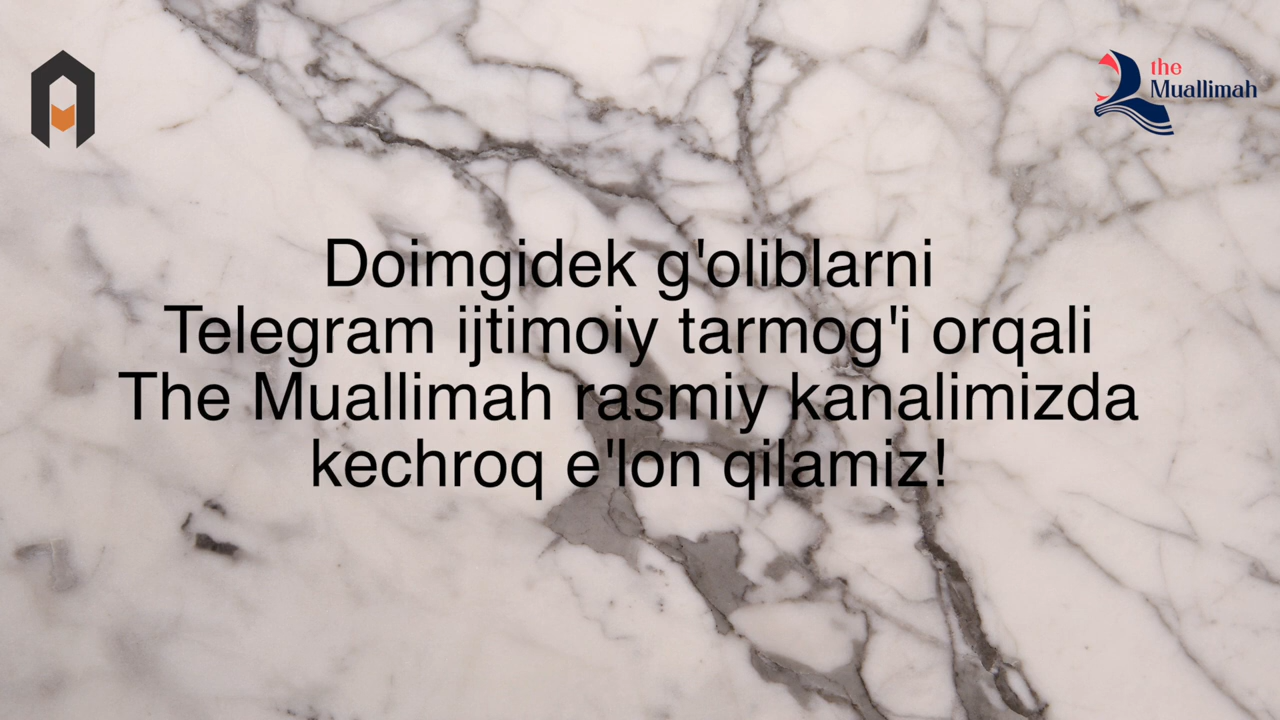 the
Muallimah
Doimgidek g'oliblarni
Telegram ijtimoiy tarmog'i orqali
The Muallimah rasmiy kanalimizda
kechroq e'lon qilamiz!